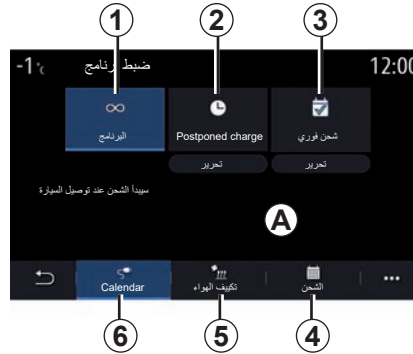 1
2
3
-1°c
ضبط برنامج
12:00
البرنامج
Postponed charge
شحن فوري
تحرير
تحرير
سيبدأ الشحن عند توصيل السيارة
A
Calendar
تكييف الهواء
الشحن
6
5
4